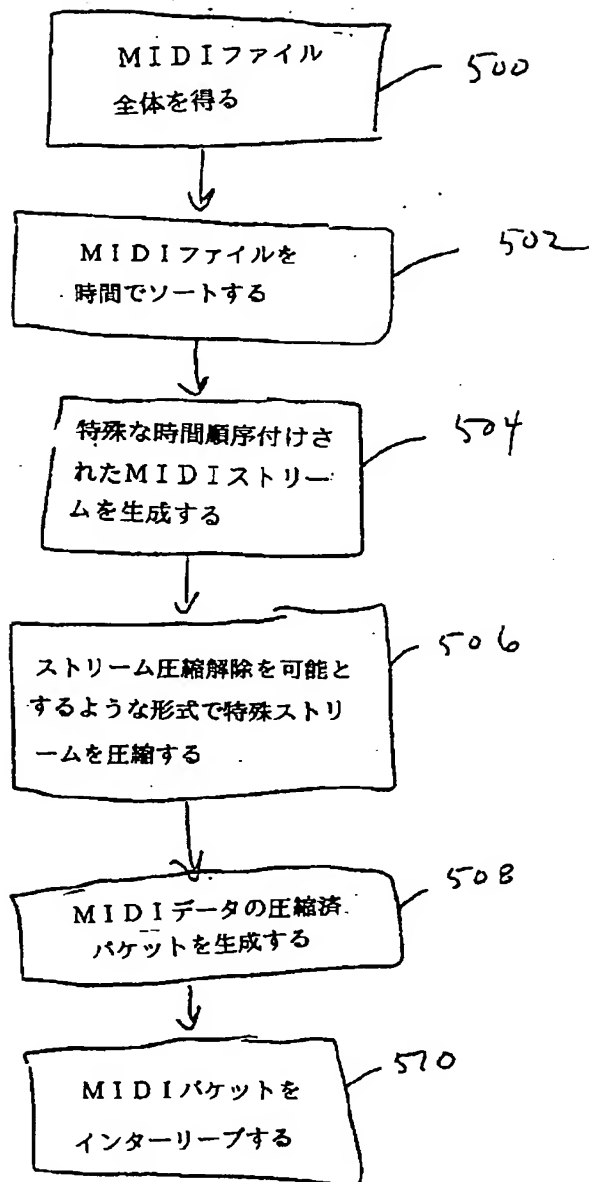 MIDIファイル
全体を得る
500
MIDIファイルを
時間でソートする
502
特殊な時間順序付けさ
れたMIDIストリー
ムを生成する
504
ストリーム圧縮解除を可能と
するような形式で特殊ストリ
ームを圧縮する
506
MIDIデータの圧縮済
パケットを生成する
508
MIDIパケットを
インターリーブする
510